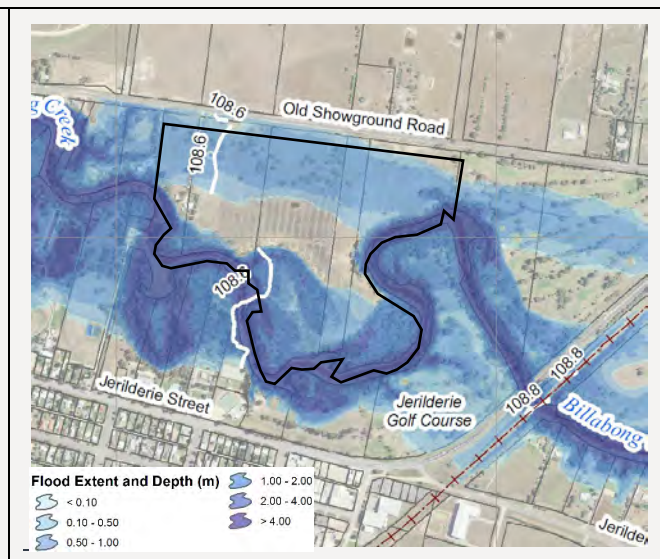 g Creek
108.6
Old Showground Road
108.6
108.6
Jerilderie Street
Jerilderie
Golf Course
108.8
108.8
Billabong
Jerilde
Flood Extent and Depth (m)
< 0.10
0.10 - 0.50
0.50 - 1.00
1.00 - 2.00
2.00 - 4.00
> 4.00